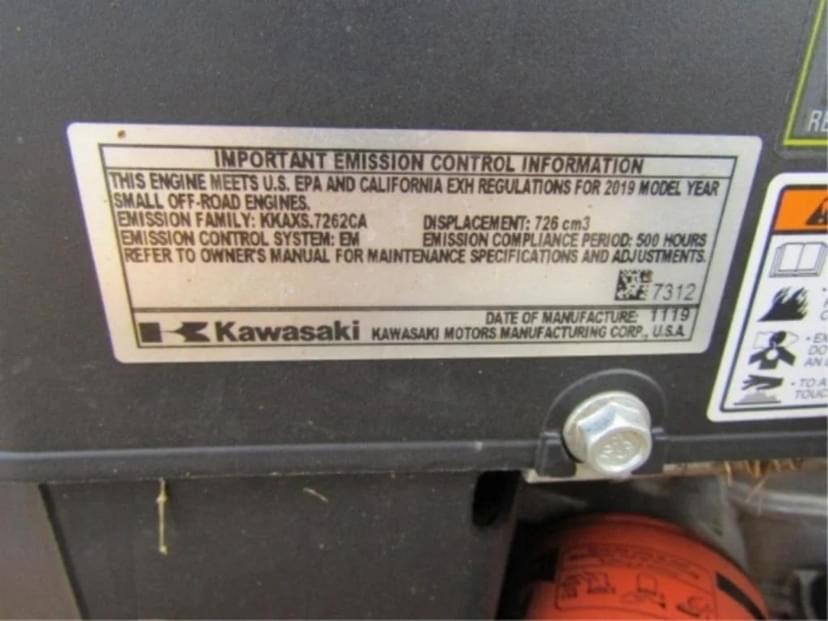 IMPORTANT EMISSION CONTROL INFORMATION
THIS ENGINE MEETS U.S. EPA AND CALIFORNIA EXH REGULATIONS FOR 2019 MODEL YEAR
SMALL OFF-ROAD ENGINES.
EMISSION FAMILY: KKAXS.7262CA DISPLACEMENT: 726 cm3
EMISSION CONTROL SYSTEM: EM EMISSION COMPLIANCE PERIOD: 500 HOURS
REFER TO OWNER'S MANUAL FOR MAINTENANCE SPECIFICATIONS AND ADJUSTMENTS.
7312
DATE OF MANUFACTURE: 1119
Kawasaki KAWASAKI MOTORS MANUFACTURING CORP., U.S.A.